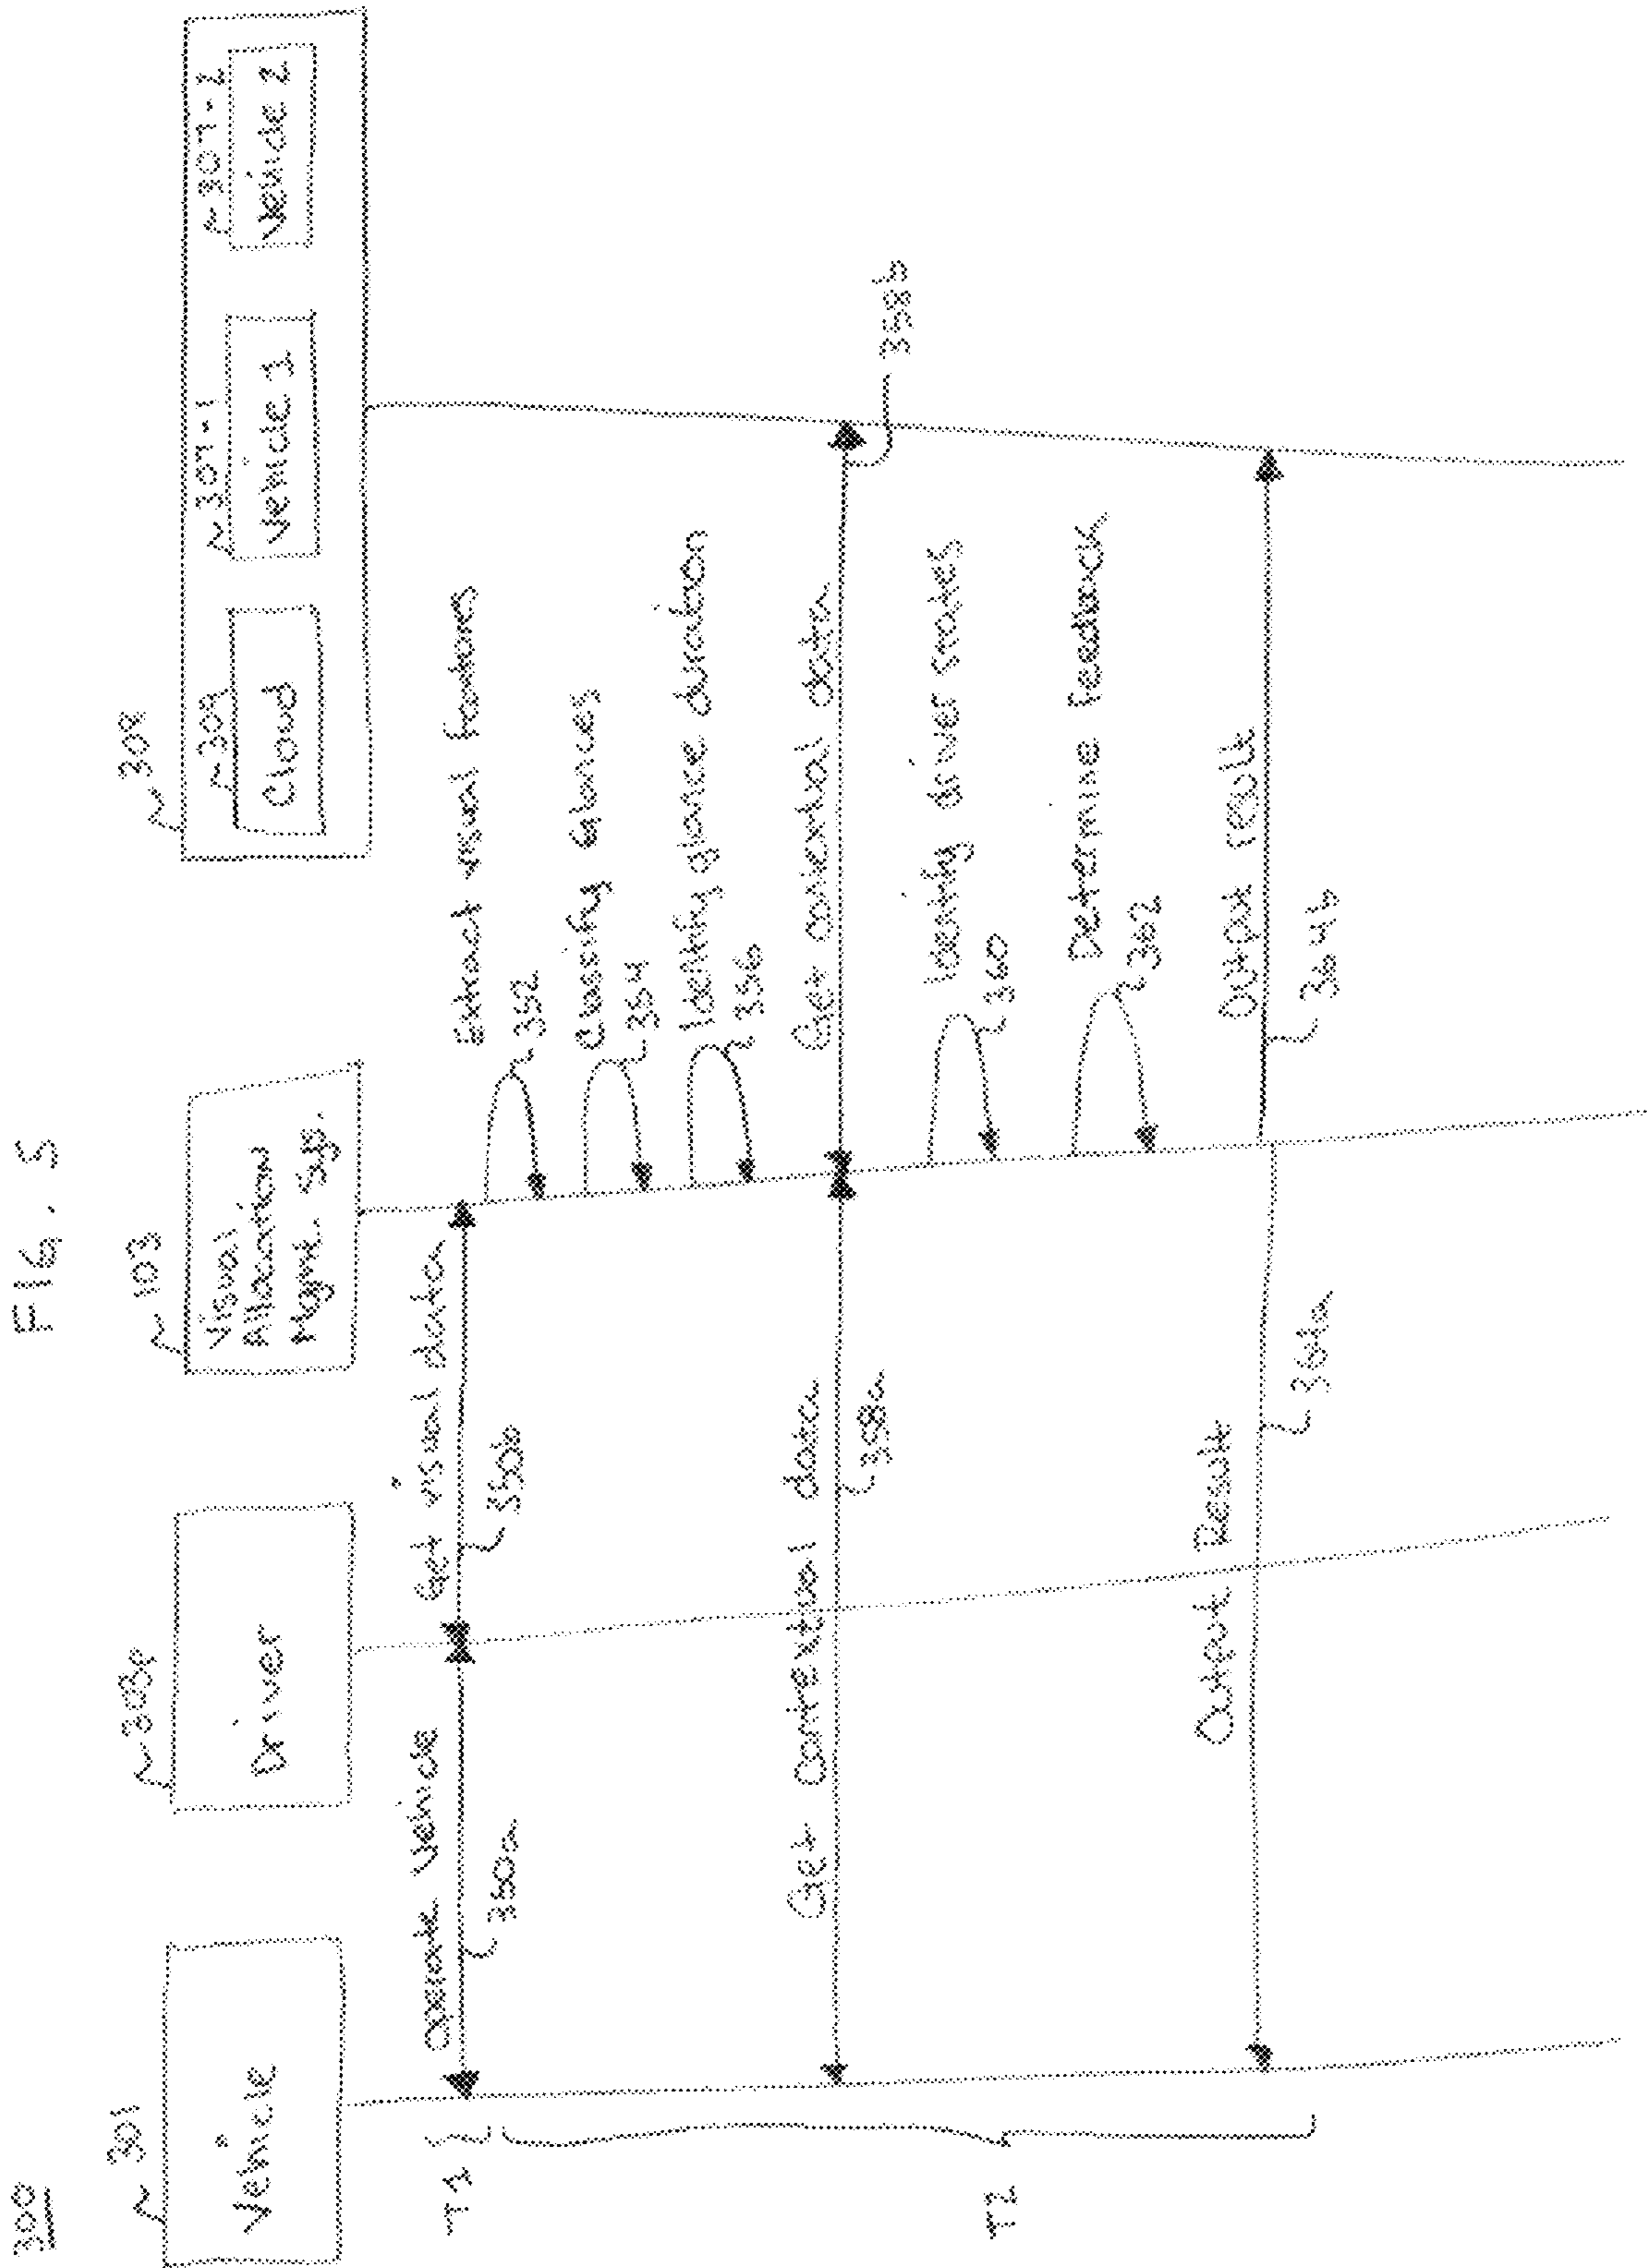 300
FIG. 5
301
Vehicle
303p
Driver
103
Visual
Allocation
Mgmt. Sys.
308
309
Cloud
307-1
Vehicle 1
307-2
Vehicle 2
T1
Operate Vehicle
350a
Get visual data
350b
Extract visual features
352
Classify Glances
354
Identify glance duration
356
T2
Get Contextual data
358a
Get contextual data
358b
Identify driver states
360
Determine feedback
362
Output Result
364a
Output result
364b